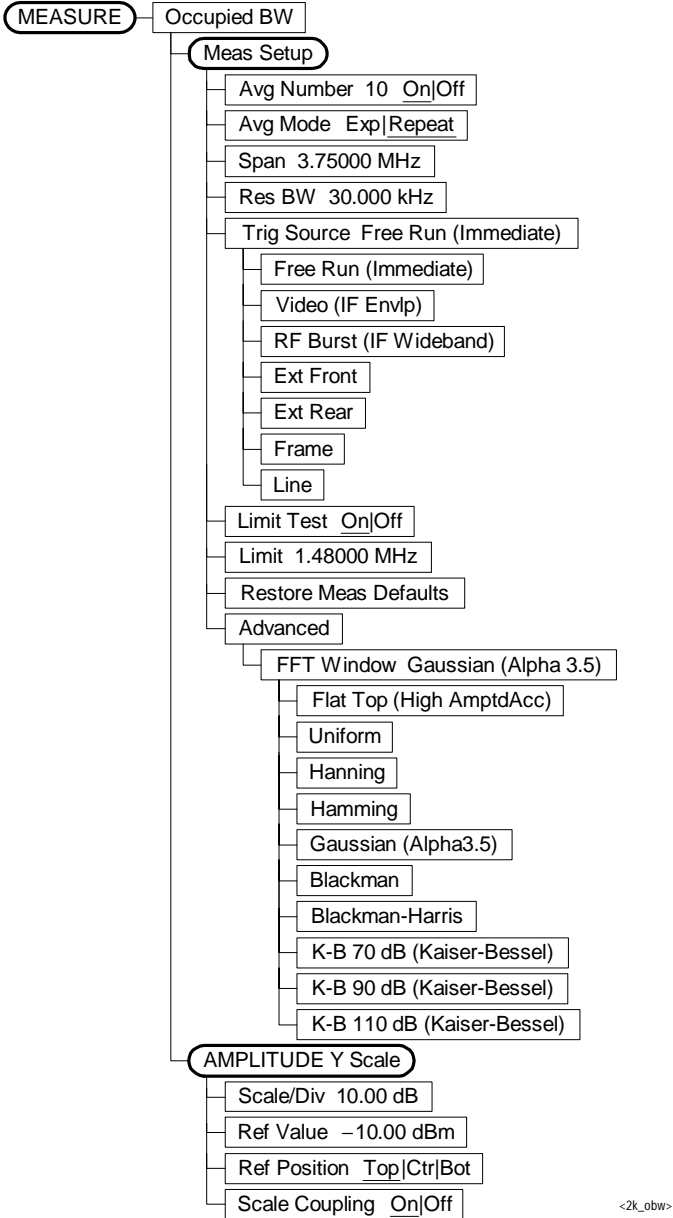 MEASURE
Occupied BW
Meas Setup
Avg Number 10 On|Off
Avg Mode Exp|Repeat
Span 3.75000 MHz
Res BW 30.000 kHz
Trig Source Free Run (Immediate)
Free Run (Immediate)
Video (IF Envlp)
RF Burst (IF Wideband)
Ext Front
Ext Rear
Frame
Line
Limit Test On|Off
Limit 1.48000 MHz
Restore Meas Defaults
Advanced
FFT Window Gaussian (Alpha 3.5)
Flat Top (High AmptdAcc)
Uniform
Hanning
Hamming
Gaussian (Alpha3.5)
Blackman
Blackman-Harris
K-B 70 dB (Kaiser-Bessel)
K-B 90 dB (Kaiser-Bessel)
K-B 110 dB (Kaiser-Bessel)
AMPLITUDE Y Scale
Scale/Div 10.00 dB
Ref Value −10.00 dBm
Ref Position Top|Ctr|Bot
Scale Coupling On|Off
<2k_obw>